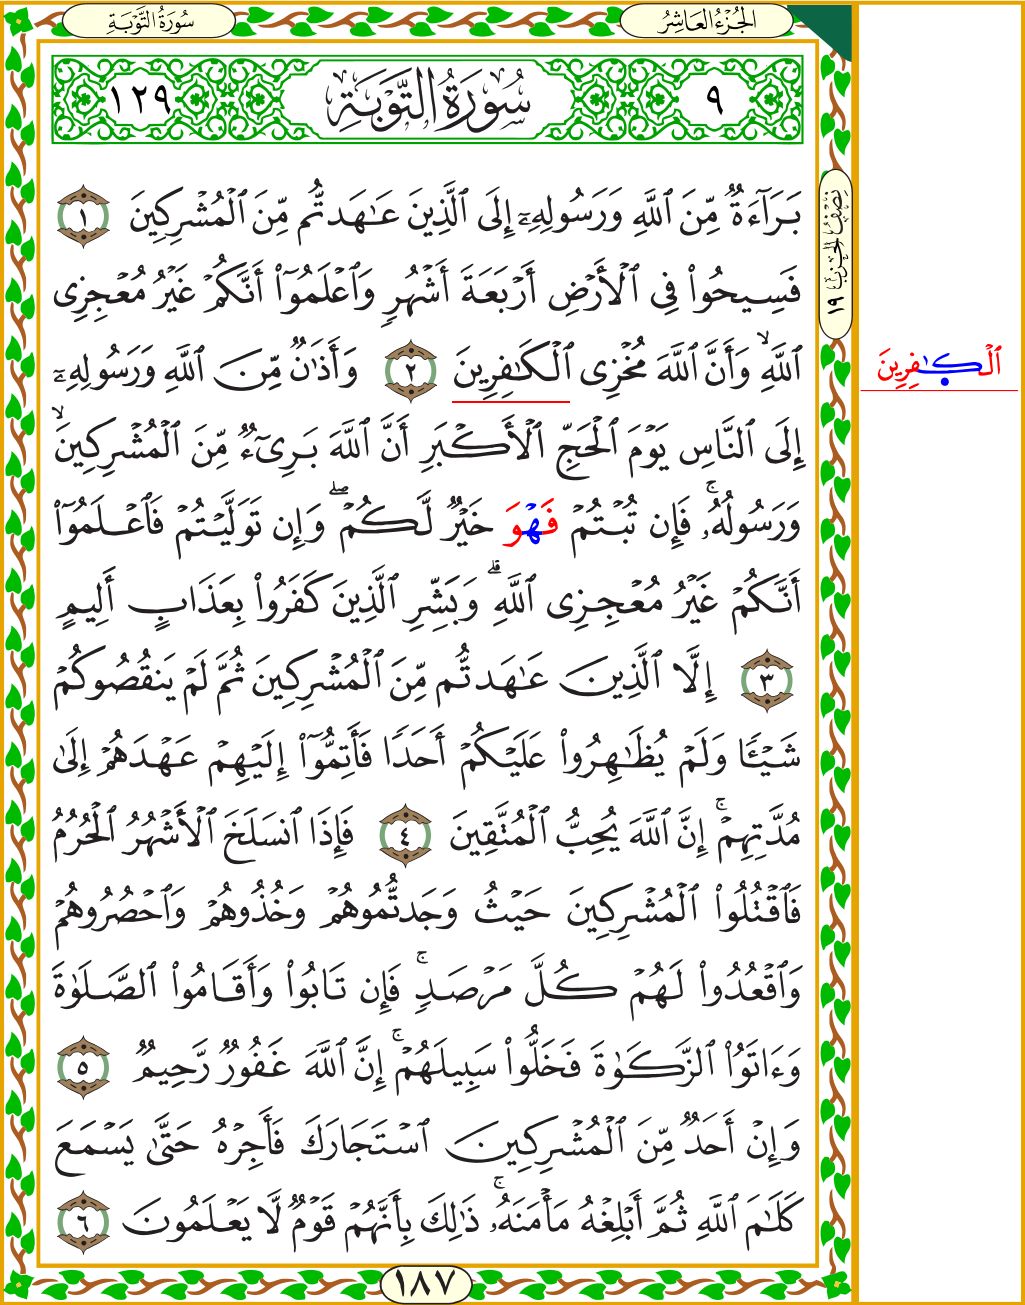 الجُزْءُ العَاشِرُ
سُورَةُ التَّوْبَةِ
٩
سُورَةُ التَّوۡبَةِ
١٢٩
بَرَآءَةٞ مِّنَ ٱللَّهِ وَرَسُولِهِۦٓ إِلَى ٱلَّذِينَ عَٰهَدتُّم مِّنَ ٱلۡمُشۡرِكِينَ ١
فَسِيحُواْ فِي ٱلۡأَرۡضِ أَرۡبَعَةَ أَشۡهُرٖ وَٱعۡلَمُوٓاْ أَنَّكُمۡ غَيۡرُ مُعۡجِزِي
نِصْفُ الحِزْبِ ١٩
ٱللَّهِ وَأَنَّ ٱللَّهَ مُخۡزِي ٱلۡكَٰفِرِينَ ٢ وَأَذَٰنٞ مِّنَ ٱللَّهِ وَرَسُولِهِۦٓ
ٱلۡكَٰفِرِينَ
إِلَى ٱلنَّاسِ يَوۡمَ ٱلۡحَجِّ ٱلۡأَكۡبَرِ أَنَّ ٱللَّهَ بَرِيٓءٞ مِّنَ ٱلۡمُشۡرِكِينَ
وَرَسُولُهُۥۚ فَإِن تُبۡتُمۡ فَهۡوَ خَيۡرٞ لَّكُمۡۖ وَإِن تَوَلَّيۡتُمۡ فَٱعۡلَمُوٓاْ
أَنَّكُمۡ غَيۡرُ مُعۡجِزِي ٱللَّهِۗ وَبَشِّرِ ٱلَّذِينَ كَفَرُواْ بِعَذَابٍ أَلِيمٍ
٣ إِلَّا ٱلَّذِينَ عَٰهَدتُّم مِّنَ ٱلۡمُشۡرِكِينَ ثُمَّ لَمۡ يَنقُصُوكُمۡ
شَيۡـٔٗا وَلَمۡ يُظَٰهِرُواْ عَلَيۡكُمۡ أَحَدٗا فَأَتِمُّوٓاْ إِلَيۡهِمۡ عَهۡدَهُمۡ إِلَىٰ
مُدَّتِهِمۡۚ إِنَّ ٱللَّهَ يُحِبُّ ٱلۡمُتَّقِينَ ٤ فَإِذَا ٱنسَلَخَ ٱلۡأَشۡهُرُ ٱلۡحُرُمُ
فَٱقۡتُلُواْ ٱلۡمُشۡرِكِينَ حَيۡثُ وَجَدتُّمُوهُمۡ وَخُذُوهُمۡ وَٱحۡصُرُوهُمۡ
وَٱقۡعُدُواْ لَهُمۡ كُلَّ مَرۡصَدٖۚ فَإِن تَابُواْ وَأَقَامُواْ ٱلصَّلَوٰةَ
وَءَاتَوُاْ ٱلزَّكَوٰةَ فَخَلُّواْ سَبِيلَهُمۡۚ إِنَّ ٱللَّهَ غَفُورٞ رَّحِيمٞ ٥
وَإِنۡ أَحَدٞ مِّنَ ٱلۡمُشۡرِكِينَ ٱسۡتَجَارَكَ فَأَجِرۡهُ حَتَّىٰ يَسۡمَعَ
كَلَٰمَ ٱللَّهِ ثُمَّ أَبۡلِغۡهُ مَأۡمَنَهُۥۚ ذَٰلِكَ بِأَنَّهُمۡ قَوۡمٞ لَّا يَعۡلَمُونَ ٦
١٨٧